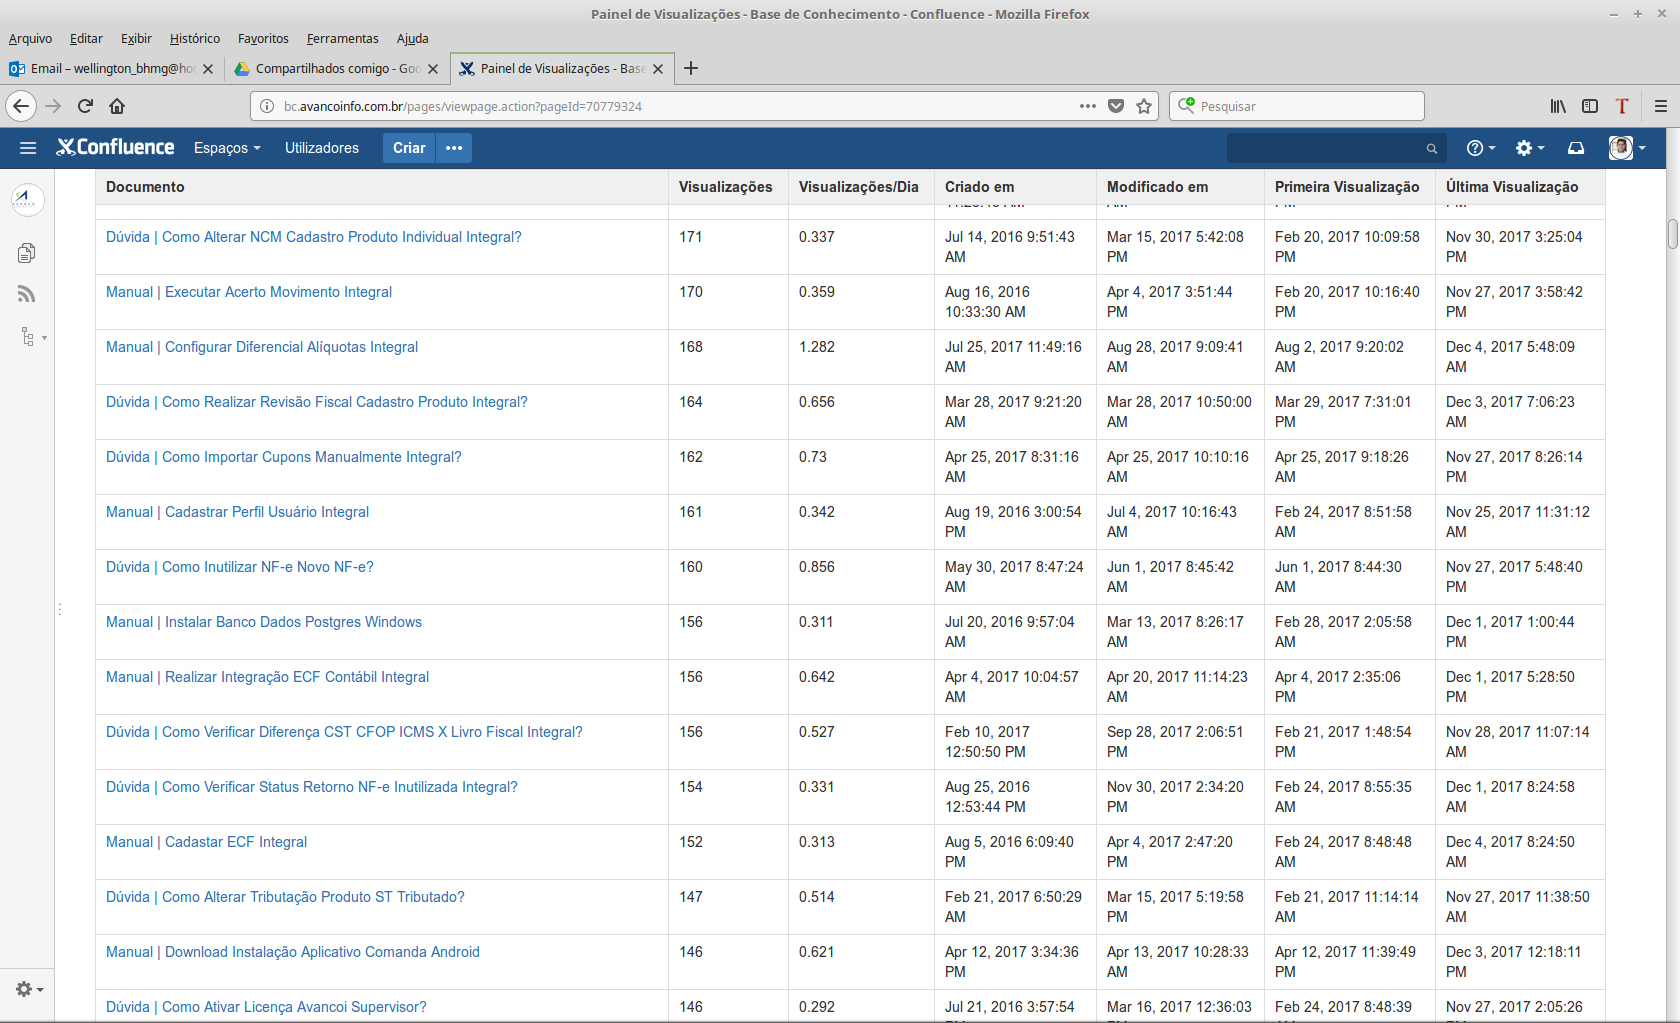 Painel de Visualizações - Base de Conhecimento - Confluence - Mozilla Firefox
Arquivo Editar Exibir Histórico Favoritos Ferramentas Ajuda
Email – wellington_bhmg@ho Compartilhados comigo - Goo Painel de Visualizações - Base
bc.avancoinfo.com.br/pages/viewpage.action?pageId=70779324 Pesquisar
Confluence Espaços Utilizadores Criar
Documento Visualizações Visualizações/Dia Criado em Modificado em Primeira Visualização Última Visualização
Dúvida | Como Alterar NCM Cadastro Produto Individual Integral? 171 0.337 Jul 14, 2016 9:51:43 Mar 15, 2017 5:42:08 Feb 20, 2017 10:09:58 Nov 30, 2017 3:25:04
AM PM PM PM
Manual | Executar Acerto Movimento Integral 170 0.359 Aug 16, 2016 Apr 4, 2017 3:51:44 Feb 20, 2017 10:16:40 Nov 27, 2017 3:58:42
10:33:30 AM PM PM PM
Manual | Configurar Diferencial Alíquotas Integral 168 1.282 Jul 25, 2017 11:49:16 Aug 28, 2017 9:09:41 Aug 2, 2017 9:20:02 Dec 4, 2017 5:48:09
AM AM AM AM
Dúvida | Como Realizar Revisão Fiscal Cadastro Produto Integral? 164 0.656 Mar 28, 2017 9:21:20 Mar 28, 2017 10:50:00 Mar 29, 2017 7:31:01 Dec 3, 2017 7:06:23
AM AM PM AM
Dúvida | Como Importar Cupons Manualmente Integral? 162 0.73 Apr 25, 2017 8:31:16 Apr 25, 2017 10:10:16 Apr 25, 2017 9:18:26 Nov 27, 2017 8:26:14
AM AM AM PM
Manual | Cadastrar Perfil Usuário Integral 161 0.342 Aug 19, 2016 3:00:54 Jul 4, 2017 10:16:43 Feb 24, 2017 8:51:58 Nov 25, 2017 11:31:12
PM AM AM AM
Dúvida | Como Inutilizar NF-e Novo NF-e? 160 0.856 May 30, 2017 8:47:24 Jun 1, 2017 8:45:42 Jun 1, 2017 8:44:30 Nov 27, 2017 5:48:40
AM AM AM PM
Manual | Instalar Banco Dados Postgres Windows 156 0.311 Jul 20, 2016 9:57:04 Mar 13, 2017 8:26:17 Feb 28, 2017 2:05:58 Dec 1, 2017 1:00:44
AM AM AM PM
Manual | Realizar Integração ECF Contábil Integral 156 0.642 Apr 4, 2017 10:04:57 Apr 20, 2017 11:14:23 Apr 4, 2017 2:35:06 Dec 1, 2017 5:28:50
AM AM PM PM
Dúvida | Como Verificar Diferença CST CFOP ICMS X Livro Fiscal Integral? 156 0.527 Feb 10, 2017 Sep 28, 2017 2:06:51 Feb 21, 2017 1:48:54 Nov 28, 2017 11:07:14
12:50:50 PM PM PM AM
Dúvida | Como Verificar Status Retorno NF-e Inutilizada Integral? 154 0.331 Aug 25, 2016 Nov 30, 2017 2:34:20 Feb 24, 2017 8:55:35 Dec 1, 2017 8:24:58
12:53:44 PM PM AM AM
Manual | Cadastar ECF Integral 152 0.313 Aug 5, 2016 6:09:40 Apr 4, 2017 2:47:20 Feb 24, 2017 8:48:48 Dec 4, 2017 8:24:50
PM PM AM AM
Dúvida | Como Alterar Tributação Produto ST Tributado? 147 0.514 Feb 21, 2017 6:50:29 Mar 15, 2017 5:19:58 Feb 21, 2017 11:14:14 Nov 27, 2017 11:38:50
AM PM AM AM
Manual | Download Instalação Aplicativo Comanda Android 146 0.621 Apr 12, 2017 3:34:36 Apr 13, 2017 10:28:33 Apr 12, 2017 11:39:49 Dec 3, 2017 12:18:11
PM AM PM PM
Dúvida | Como Ativar Licença Avancoi Supervisor? 146 0.292 Jul 21, 2016 3:57:54 Mar 16, 2017 12:36:03 Feb 24, 2017 8:48:39 Nov 27, 2017 2:05:26